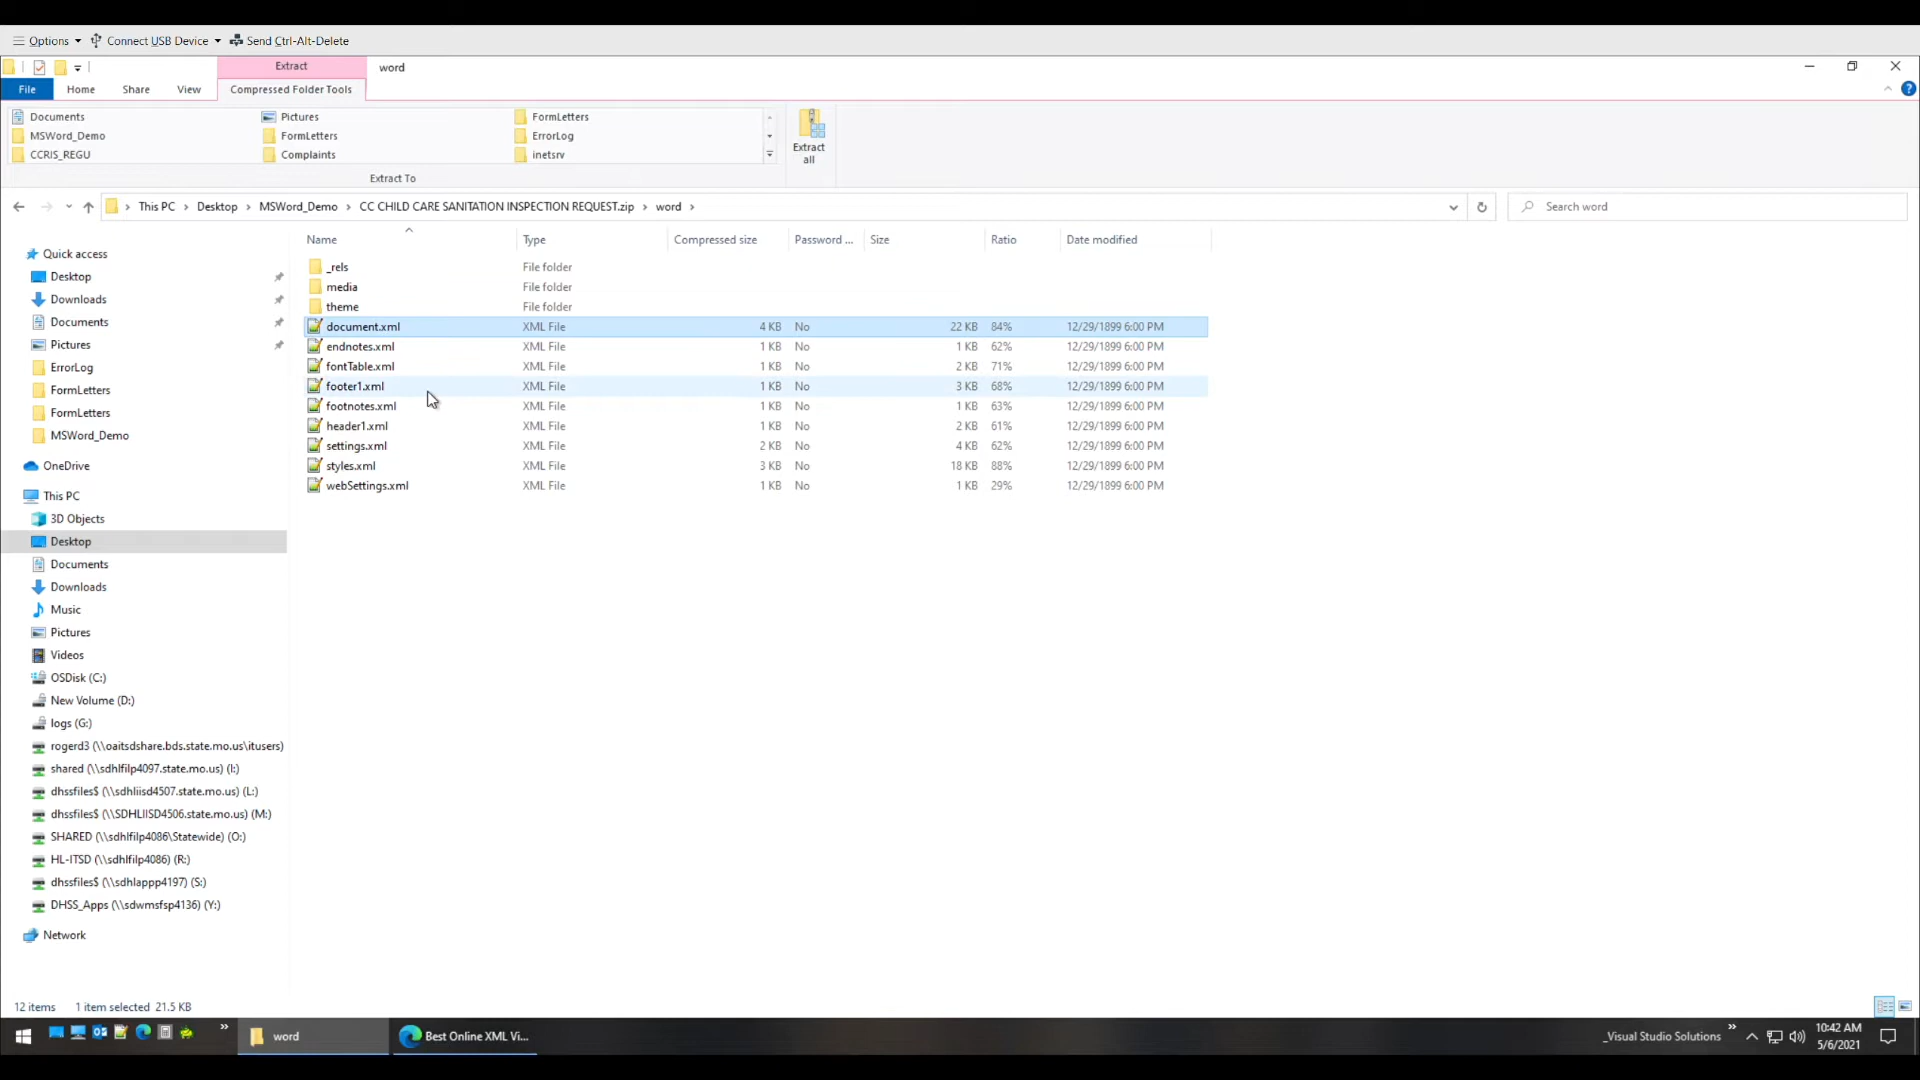 Options
Connect USB Device
Send Ctrl-Alt-Delete
Extract
word
File
Home
Share
View
Compressed Folder Tools
Documents
MSWord_Demo
CCRIS_REGU
Pictures
FormLetters
Complaints
FormLetters
ErrorLog
inetsrv
Extract To
Extract
all
This PC
Desktop
MSWord_Demo
CC CHILD CARE SANITATION INSPECTION REQUEST.zip
word
Search word
Quick access
Desktop
Downloads
Documents
Pictures
ErrorLog
FormLetters
FormLetters
MSWord_Demo
OneDrive
This PC
3D Objects
Desktop
Documents
Downloads
Music
Pictures
Videos
OSDisk (C:)
New Volume (D:)
logs (G:)
rogerd3 (\\oaitsdshare.bds.state.mo.us\itusers)
shared (\\sdhlfilp4097.state.mo.us) (I:)
dhssfiles$ (\\sdhliisd4507.state.mo.us) (L:)
dhssfiles$ (\\SDHLIISD4506.state.mo.us) (M:)
SHARED (\\sdhlfilp4086\Statewide) (O:)
HL-ITSD (\\sdhlfilp4086) (R:)
dhssfiles$ (\\sdhlappp4197) (S:)
DHSS_Apps (\\sdwmsfsp4136) (Y:)
Network
Name Type Compressed size Password ... Size Ratio Date modified
_rels File folder
media File folder
theme File folder
document.xml XML File 4 KB No 22 KB 84% 12/29/1899 6:00 PM
endnotes.xml XML File 1 KB No 1 KB 62% 12/29/1899 6:00 PM
fontTable.xml XML File 1 KB No 2 KB 71% 12/29/1899 6:00 PM
footer1.xml XML File 1 KB No 3 KB 68% 12/29/1899 6:00 PM
footnotes.xml XML File 1 KB No 1 KB 63% 12/29/1899 6:00 PM
header1.xml XML File 1 KB No 2 KB 61% 12/29/1899 6:00 PM
settings.xml XML File 2 KB No 4 KB 62% 12/29/1899 6:00 PM
styles.xml XML File 3 KB No 18 KB 88% 12/29/1899 6:00 PM
webSettings.xml XML File 1 KB No 1 KB 29% 12/29/1899 6:00 PM
12 items 1 item selected 21.5 KB
word
Best Online XML Vi...
_Visual Studio Solutions
10:42 AM
5/6/2021